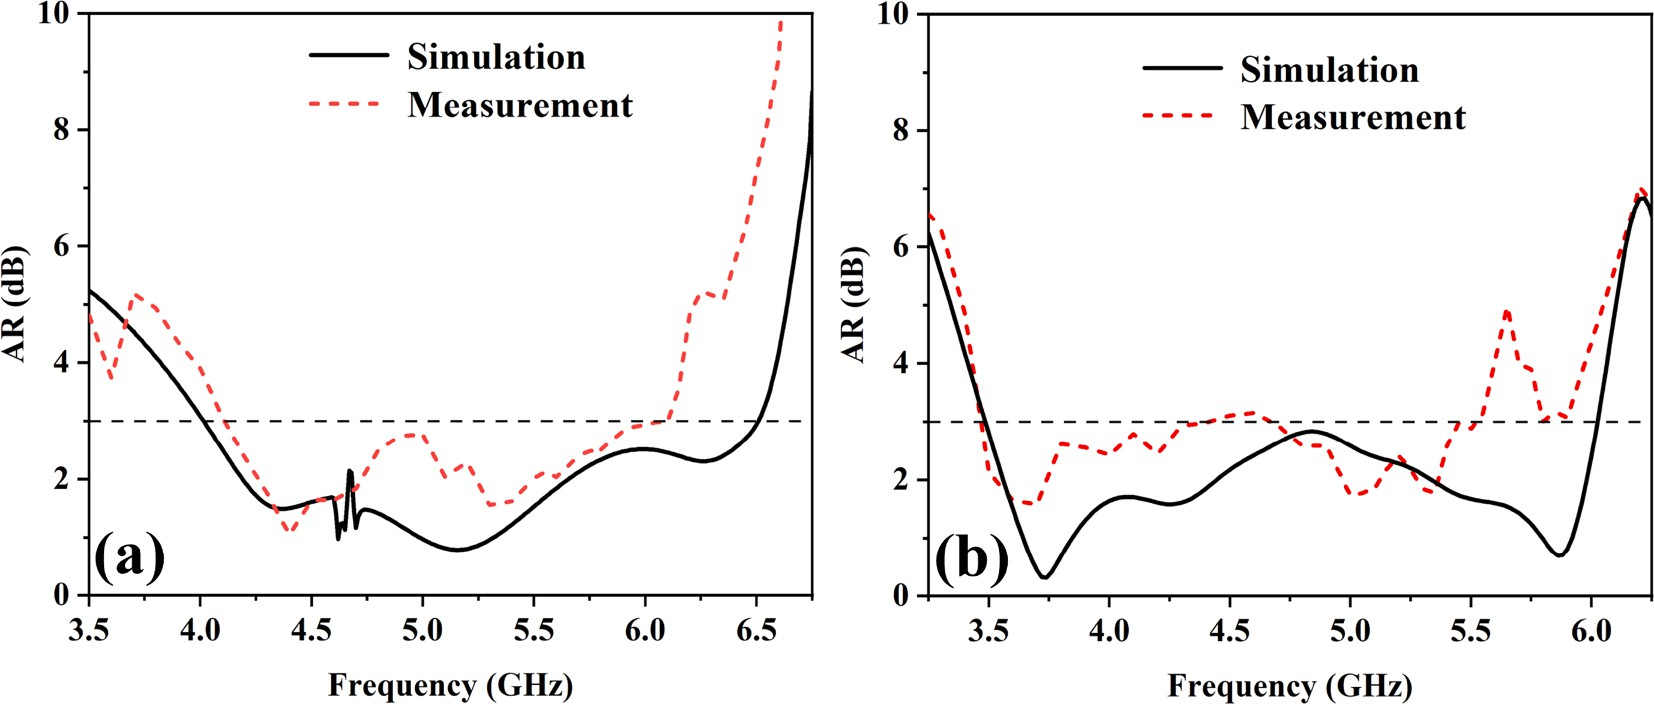 10
8
6
4
2
0
AR (dB)
Simulation
Measurement
(a)
3.5 4.0 4.5 5.0 5.5 6.0 6.5
Frequency (GHz)
10
8
6
4
2
0
AR (dB)
Simulation
Measurement
(b)
3.5 4.0 4.5 5.0 5.5 6.0
Frequency (GHz)